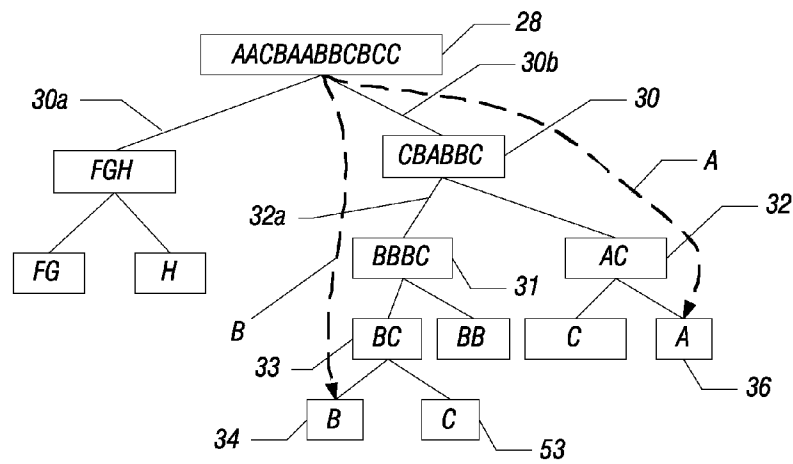 28
AACBAABBCBCC
30b
30a
30
CBABBC
FGH
A
32a
32
BBBC
AC
FG
H
31
B
BC
BB
C
A
33
36
B
C
34
53